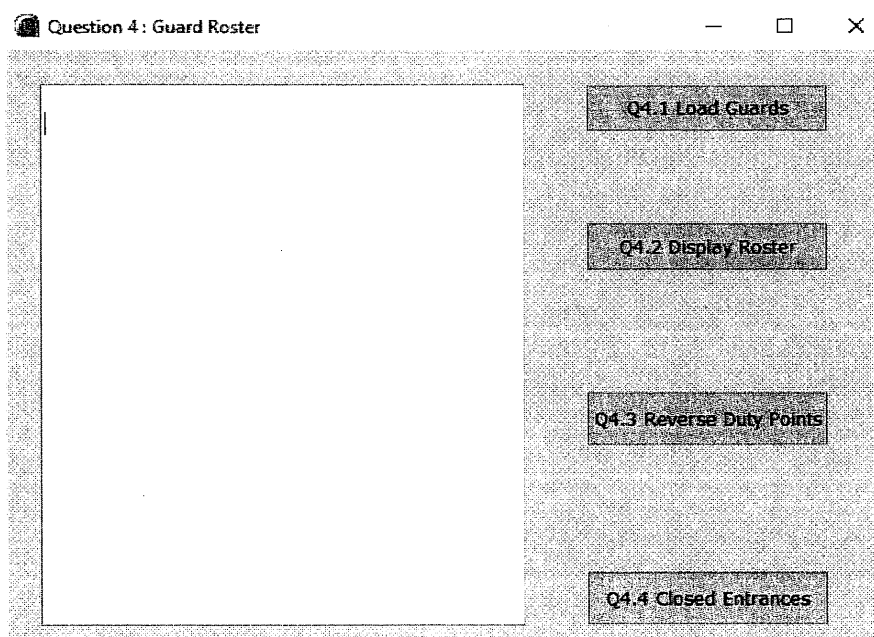 Question 4 : Guard Roster
Q4.1 Load Guards
Q4.2 Display Roster
Q4.3 Reverse Duty Points
Q4.4 Closed Entrances